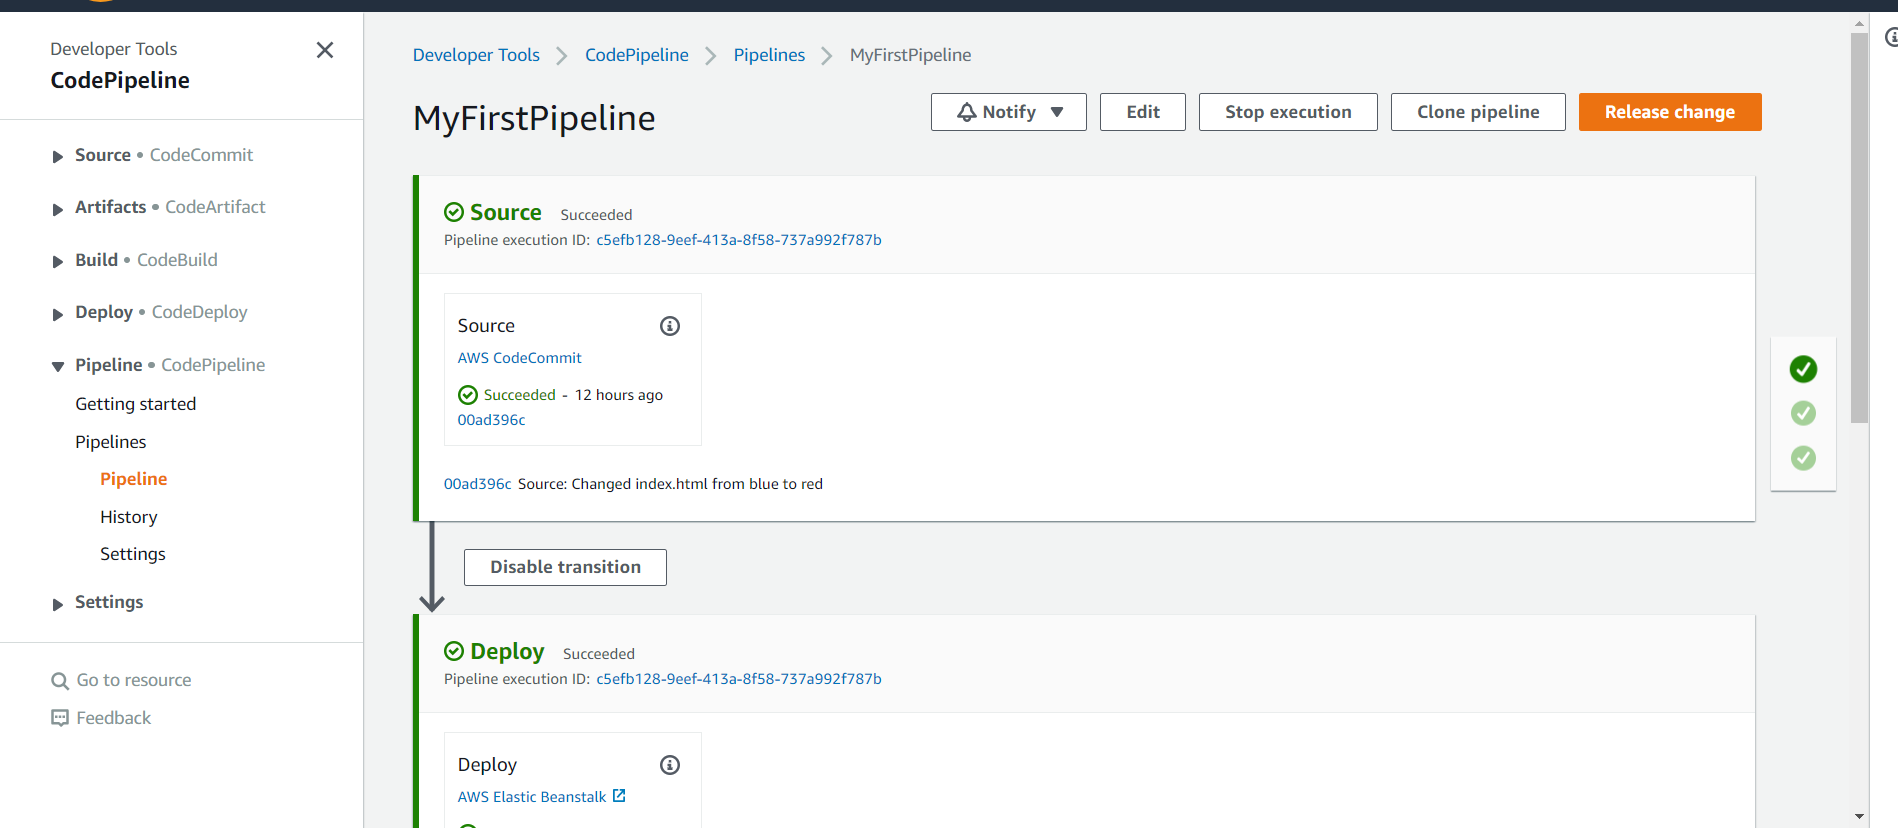 Developer Tools
CodePipeline
Source • CodeCommit
Artifacts • CodeArtifact
Build • CodeBuild
Deploy • CodeDeploy
Pipeline • CodePipeline
Getting started
Pipelines
Pipeline
History
Settings
Settings
Go to resource
Feedback
Developer Tools CodePipeline Pipelines MyFirstPipeline
MyFirstPipeline
Notify Edit Stop execution Clone pipeline Release change
Source Succeeded
Pipeline execution ID: c5efb128-9eef-413a-8f58-737a992f787b
Source
AWS CodeCommit
Succeeded - 12 hours ago
00ad396c
00ad396c Source: Changed index.html from blue to red
Disable transition
Deploy Succeeded
Pipeline execution ID: c5efb128-9eef-413a-8f58-737a992f787b
Deploy
AWS Elastic Beanstalk